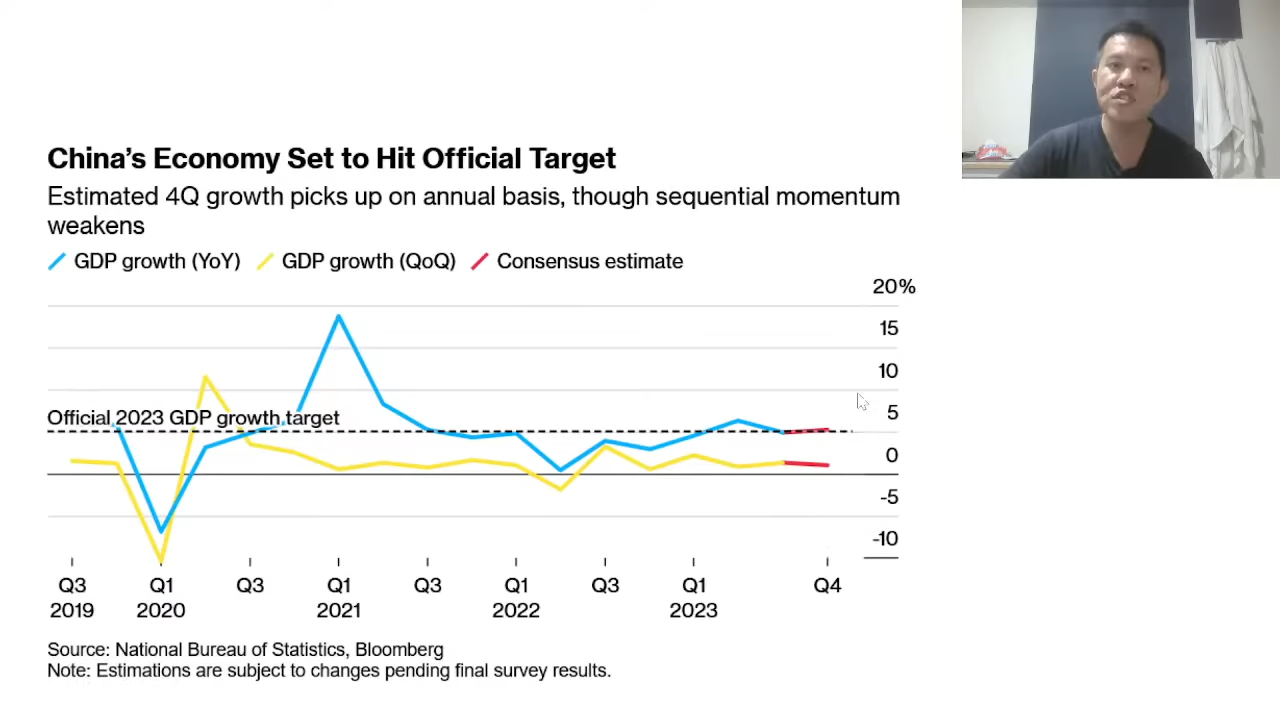 China's Economy Set to Hit Official Target
Estimated 4Q growth picks up on annual basis, though sequential momentum
weakens
GDP growth (YoY) GDP growth (QoQ) Consensus estimate
20%
15
10
5
Official 2023 GDP growth target
0
-5
-10
Q3 Q1 Q3 Q1 Q3 Q1 Q3 Q1 Q4
2019 2020 2021 2022 2023
Source: National Bureau of Statistics, Bloomberg
Note: Estimations are subject to changes pending final survey results.